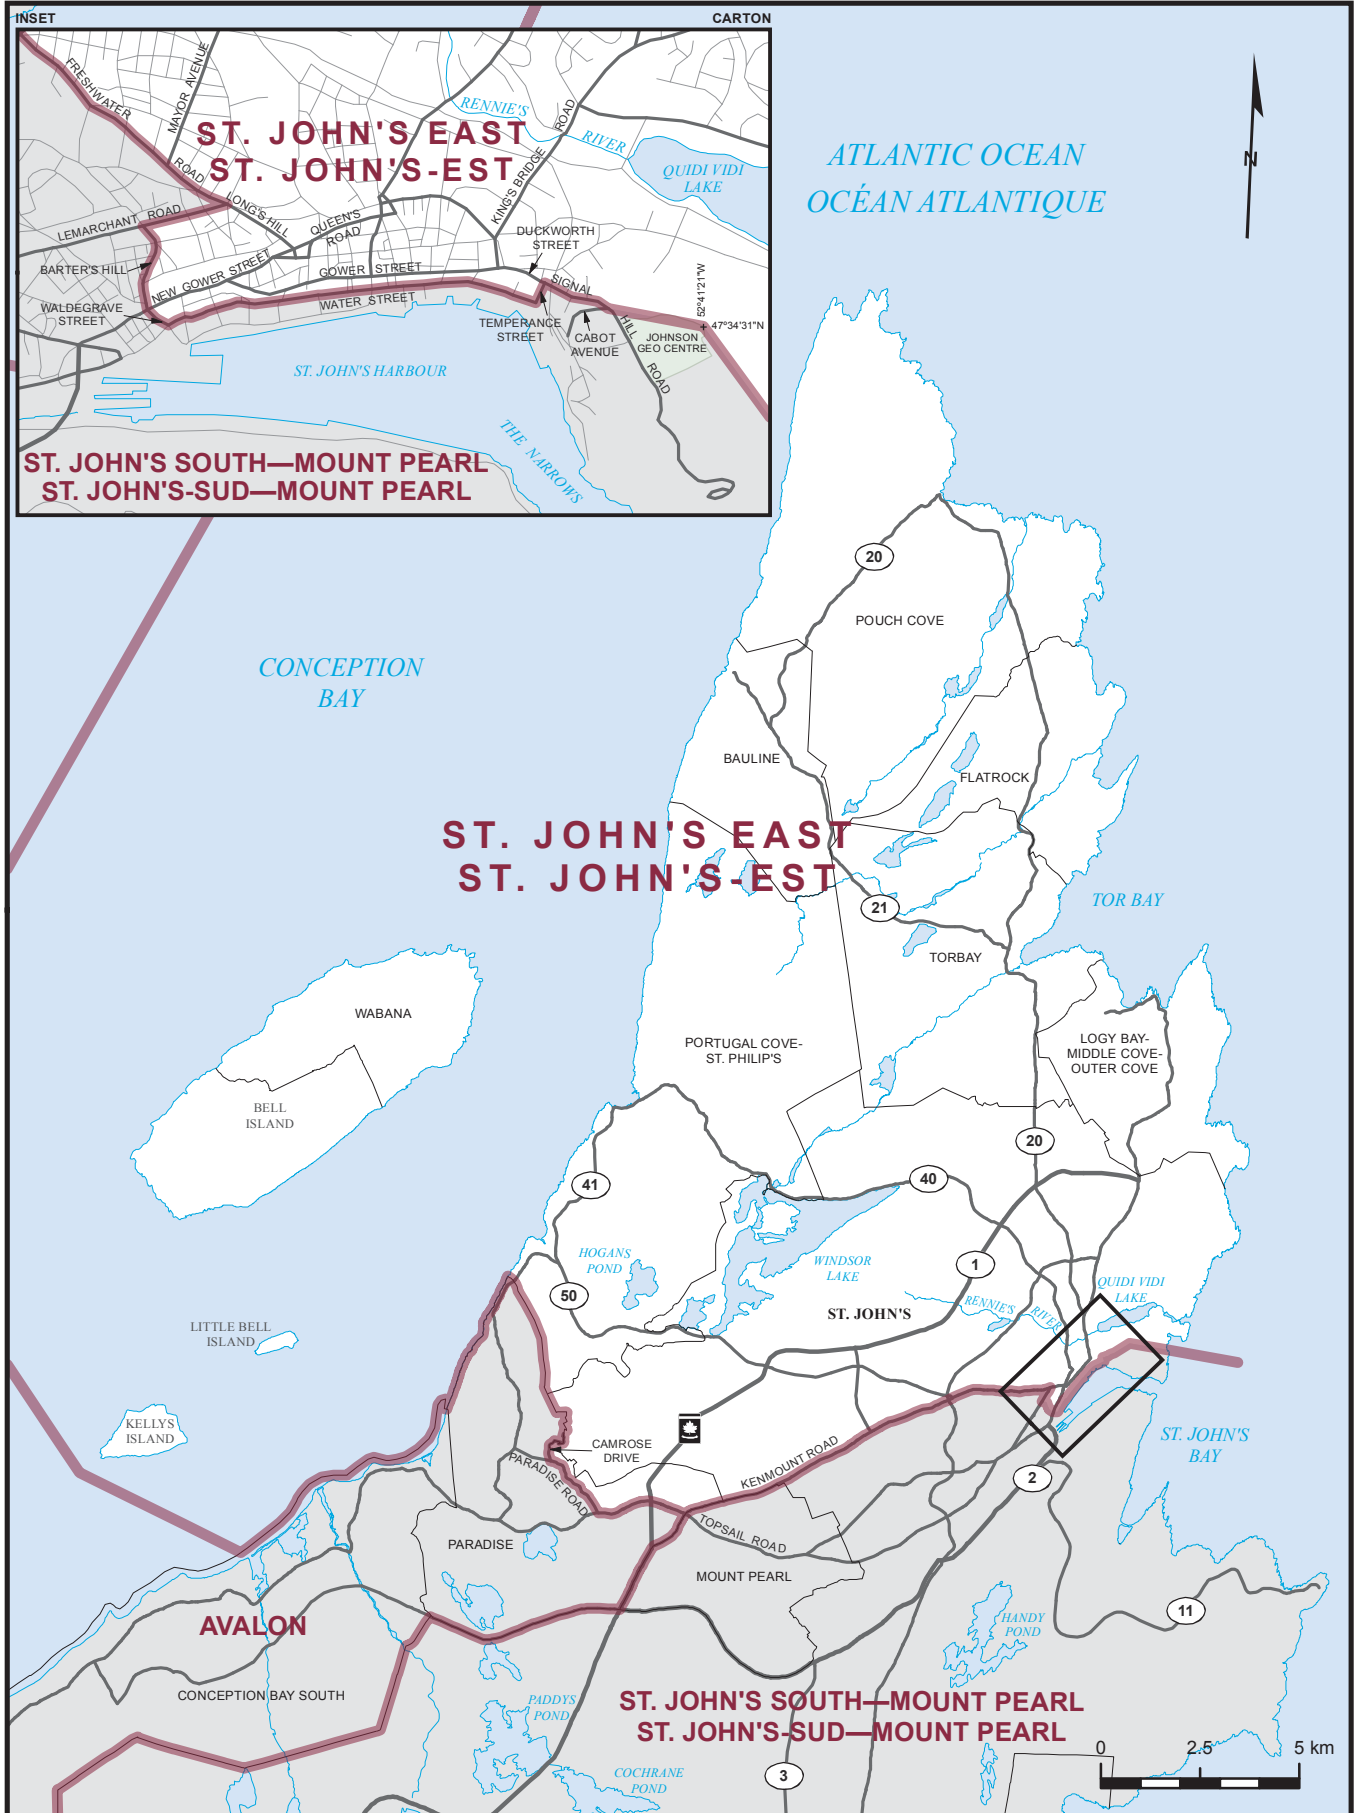 INSET
CARTON
FRESHWATER
ROAD
MAYOR AVENUE
RENNIE'S
RIVER
KING'S BRIDGE
ROAD
QUIDI VIDI
LAKE
ST. JOHN'S EAST
ST. JOHN'S-EST
LEMARCHANT ROAD
LONG'S HILL
QUEEN'S
ROAD
DUCKWORTH
STREET
BARTER'S HILL
NEW GOWER STREET
GOWER STREET
SIGNAL
HILL
ROAD
52°41'21"W
47°34'31"N
WALDEGRAVE
STREET
WATER STREET
TEMPERANCE
STREET
CABOT
AVENUE
JOHNSON
GEO CENTRE
ST. JOHN'S HARBOUR
THE NARROWS
ST. JOHN'S SOUTH—MOUNT PEARL
ST. JOHN'S-SUD—MOUNT PEARL
ATLANTIC OCEAN
OCÉAN ATLANTIQUE
N
20
POUCH COVE
CONCEPTION
BAY
BAULINE
FLATROCK
ST. JOHN'S EAST
ST. JOHN'S-EST
21
TOR BAY
TORBAY
WABANA
PORTUGAL COVE-
ST. PHILIP'S
LOGY BAY-
MIDDLE COVE-
OUTER COVE
BELL
ISLAND
20
41
40
HOGANS
POND
WINDSOR
LAKE
1
QUIDI VIDI
LAKE
50
RENNIE'S
RIVER
ST. JOHN'S
LITTLE BELL
ISLAND
KELLYS
ISLAND
CAMROSE
DRIVE
KENMOUNT ROAD
ST. JOHN'S
BAY
PARADISE ROAD
2
TOPSAIL ROAD
PARADISE
MOUNT PEARL
11
HANDY
POND
AVALON
CONCEPTION BAY SOUTH
PADDYS
POND
ST. JOHN'S SOUTH—MOUNT PEARL
ST. JOHN'S-SUD—MOUNT PEARL
0 2.5 5 km
COCHRANE
POND
3